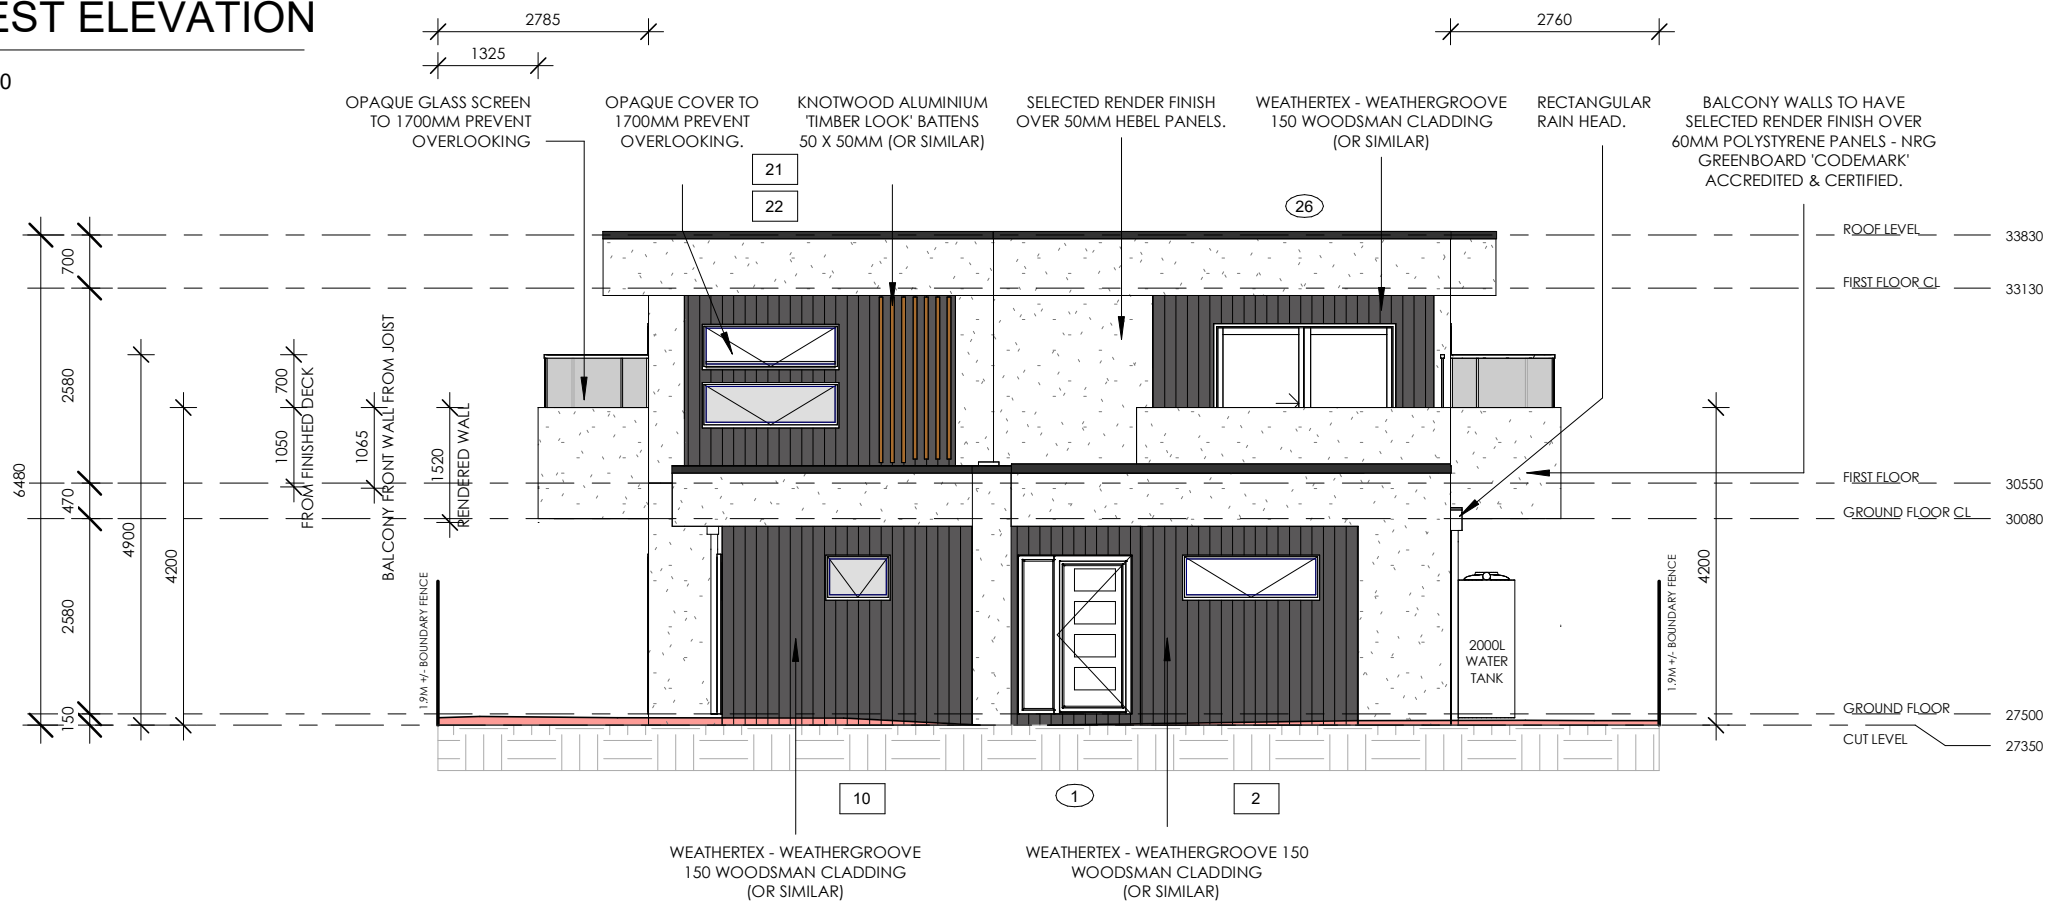 EST ELEVATION
0
2785
1325
2760
OPAQUE GLASS SCREEN
TO 1700MM PREVENT
OVERLOOKING
OPAQUE COVER TO
1700MM PREVENT
OVERLOOKING.
KNOTWOOD ALUMINIUM
'TIMBER LOOK' BATTENS
50 X 50MM (OR SIMILAR)
SELECTED RENDER FINISH
OVER 50MM HEBEL PANELS.
WEATHERTEX - WEATHERGROOVE
150 WOODSMAN CLADDING
(OR SIMILAR)
RECTANGULAR
RAIN HEAD.
BALCONY WALLS TO HAVE
SELECTED RENDER FINISH OVER
60MM POLYSTYRENE PANELS - NRG
GREENBOARD 'CODEMARK'
ACCREDITED & CERTIFIED.
21
22
26
ROOF LEVEL
33830
FIRST FLOOR CL
33130
FIRST FLOOR
30550
GROUND FLOOR CL
30080
GROUND FLOOR
27500
CUT LEVEL
27350
6480
700
2580
470
2580
150
4900
4200
700
1050
FROM FINISHED DECK
1065
BALCONY FRONT WALL FROM JOIST
1520
RENDERED WALL
1.9M +/- BOUNDARY FENCE
2000L
WATER
TANK
1.9M +/- BOUNDARY FENCE
4200
10
1
2
WEATHERTEX - WEATHERGROOVE
150 WOODSMAN CLADDING
(OR SIMILAR)
WEATHERTEX - WEATHERGROOVE 150
WOODSMAN CLADDING
(OR SIMILAR)